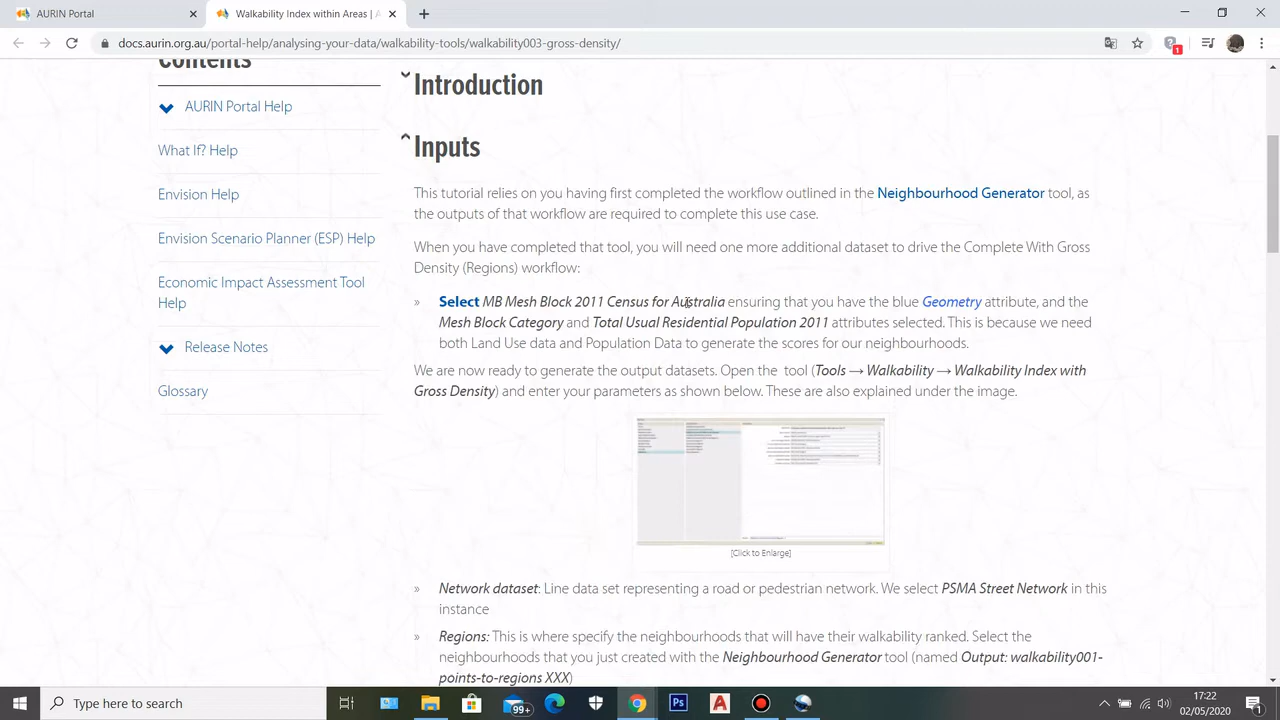 AURIN Portal
Walkability Index within Areas | A
docs.aurin.org.au/portal-help/analysing-your-data/walkability-tools/walkability003-gross-density/
1
Contents
AURIN Portal Help
What If? Help
Envision Help
Envision Scenario Planner (ESP) Help
Economic Impact Assessment Tool
Help
Release Notes
Glossary
Introduction
Inputs
This tutorial relies on you having first completed the workflow outlined in the Neighbourhood Generator tool, as
the outputs of that workflow are required to complete this use case.
When you have completed that tool, you will need one more additional dataset to drive the Complete With Gross
Density (Regions) workflow:
» Select MB Mesh Block 2011 Census for Australia ensuring that you have the blue Geometry attribute, and the
Mesh Block Category and Total Usual Residential Population 2011 attributes selected. This is because we need
both Land Use data and Population Data to generate the scores for our neighbourhoods.
We are now ready to generate the output datasets. Open the tool (Tools → Walkability → Walkability Index with
Gross Density) and enter your parameters as shown below. These are also explained under the image.
[Click to Enlarge]
» Network dataset: Line data set representing a road or pedestrian network. We select PSMA Street Network in this
instance
» Regions: This is where specify the neighbourhoods that will have their walkability ranked. Select the
neighbourhoods that you just created with the Neighbourhood Generator tool (named Output: walkability001-
points-to-regions XXX)
Type here to search
99+
Ps
A
17:22
02/05/2020
1